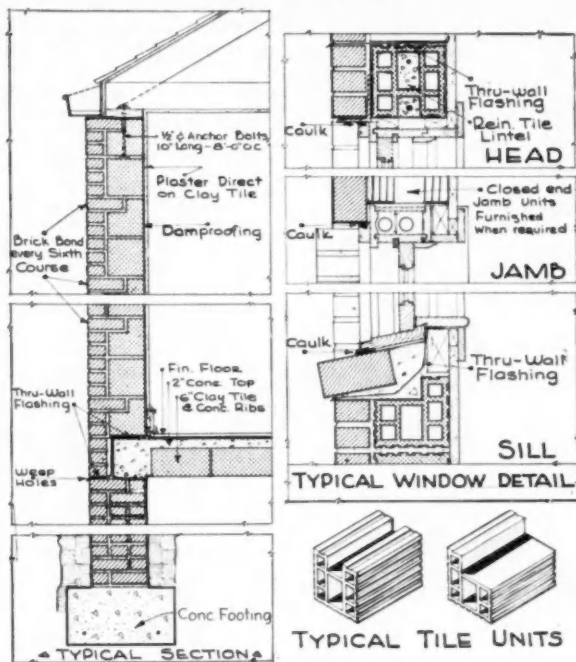 ½" ¢ Anchor Bolts
10" Long - 8'-0" O.C.
Plaster Direct
on Clay Tile
Brick Bond
every Sixth
Course
Damproofing
Thru-Wall
Flashing
Fin. Floor
2" Conc. Top
6" Clay Tile
& Conc. Ribs
Weep
Holes
Conc Footing
TYPICAL SECTION
Thru-Wall
Flashing
Caulk
Rein. Tile
Lintel
HEAD
Closed end
Jamb Units
Furnished
When required
Caulk
JAMB
Caulk
Thru-Wall
Flashing
SILL
TYPICAL WINDOW DETAIL
TYPICAL TILE UNITS